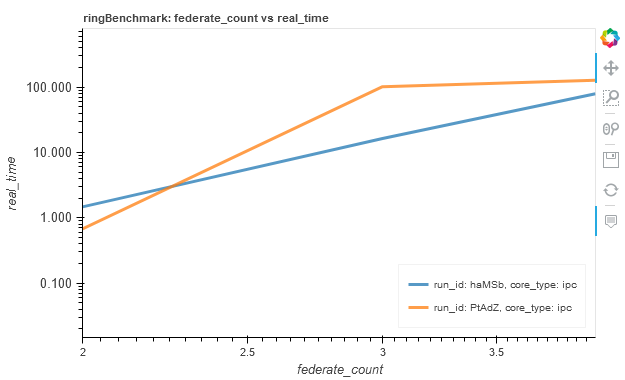 ringBenchmark: federate_count vs real_time
real_time
100.000
10.000
1.000
0.100
2
2.5
3
3.5
federate_count
run_id: haMSb, core_type: ipc
run_id: PtAdZ, core_type: ipc